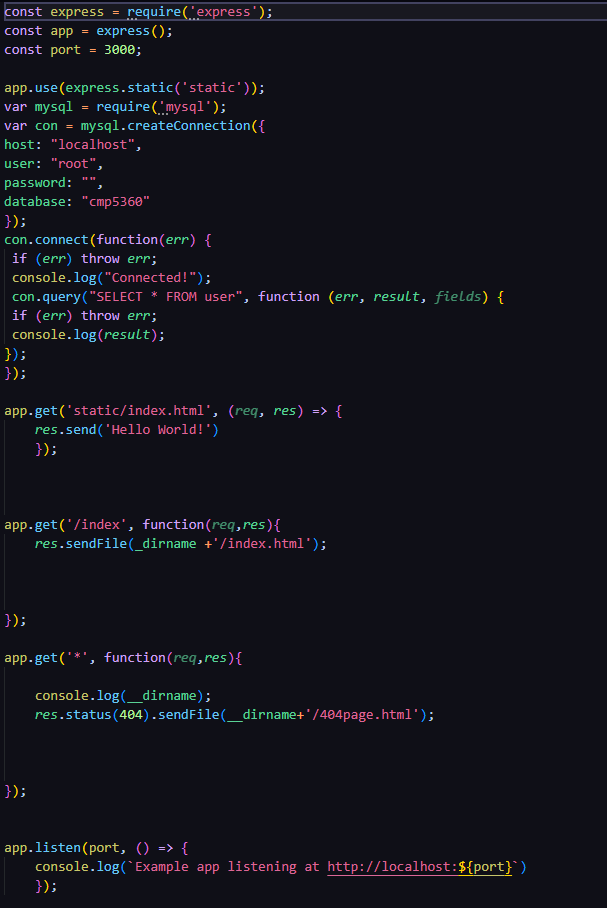 const express = require('express');
const app = express();
const port = 3000;
app.use(express.static('static'));
var mysql = require('mysql');
var con = mysql.createConnection({
host: "localhost",
user: "root",
password: "",
database: "cmp5360"
});
con.connect(function(err) {
if (err) throw err;
console.log("Connected!");
con.query("SELECT * FROM user", function (err, result, fields) {
if (err) throw err;
console.log(result);
});
});
app.get('static/index.html', (req, res) => {
res.send('Hello World!')
});
app.get('/index', function(req,res){
res.sendFile(_dirname +'/index.html');
});
app.get('*', function(req,res){
console.log(__dirname);
res.status(404).sendFile(__dirname+'/404page.html');
});
app.listen(port, () => {
console.log(`Example app listening at http://localhost:${port}`)
});